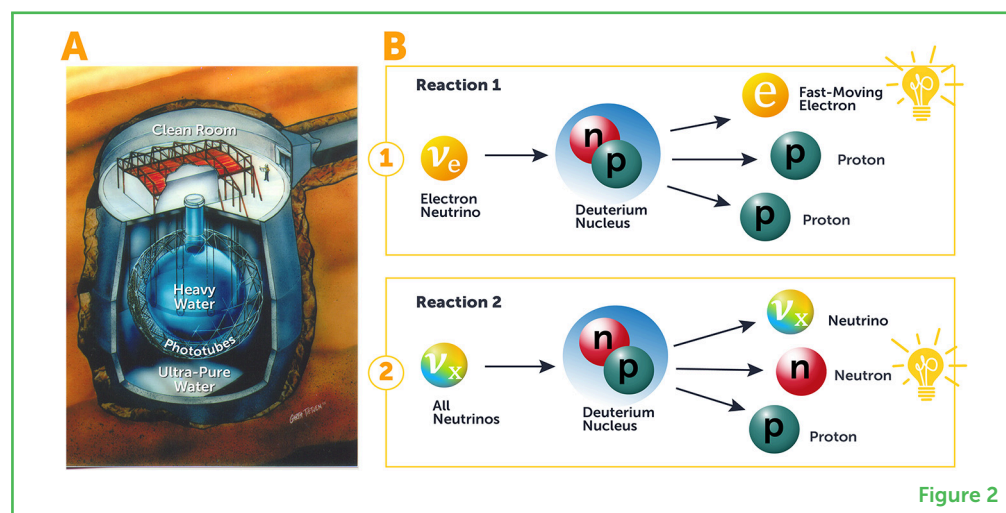 A
B
Clean Room
Heavy
Water
Phototubes
Ultra-Pure
Water
Reaction 1
1
νe
Electron
Neutrino
n
p
Deuterium
Nucleus
e
Fast-Moving
Electron
p
Proton
p
Proton
Reaction 2
2
νx
All
Neutrinos
n
p
Deuterium
Nucleus
νx
Neutrino
n
Neutron
p
Proton
Figure 2